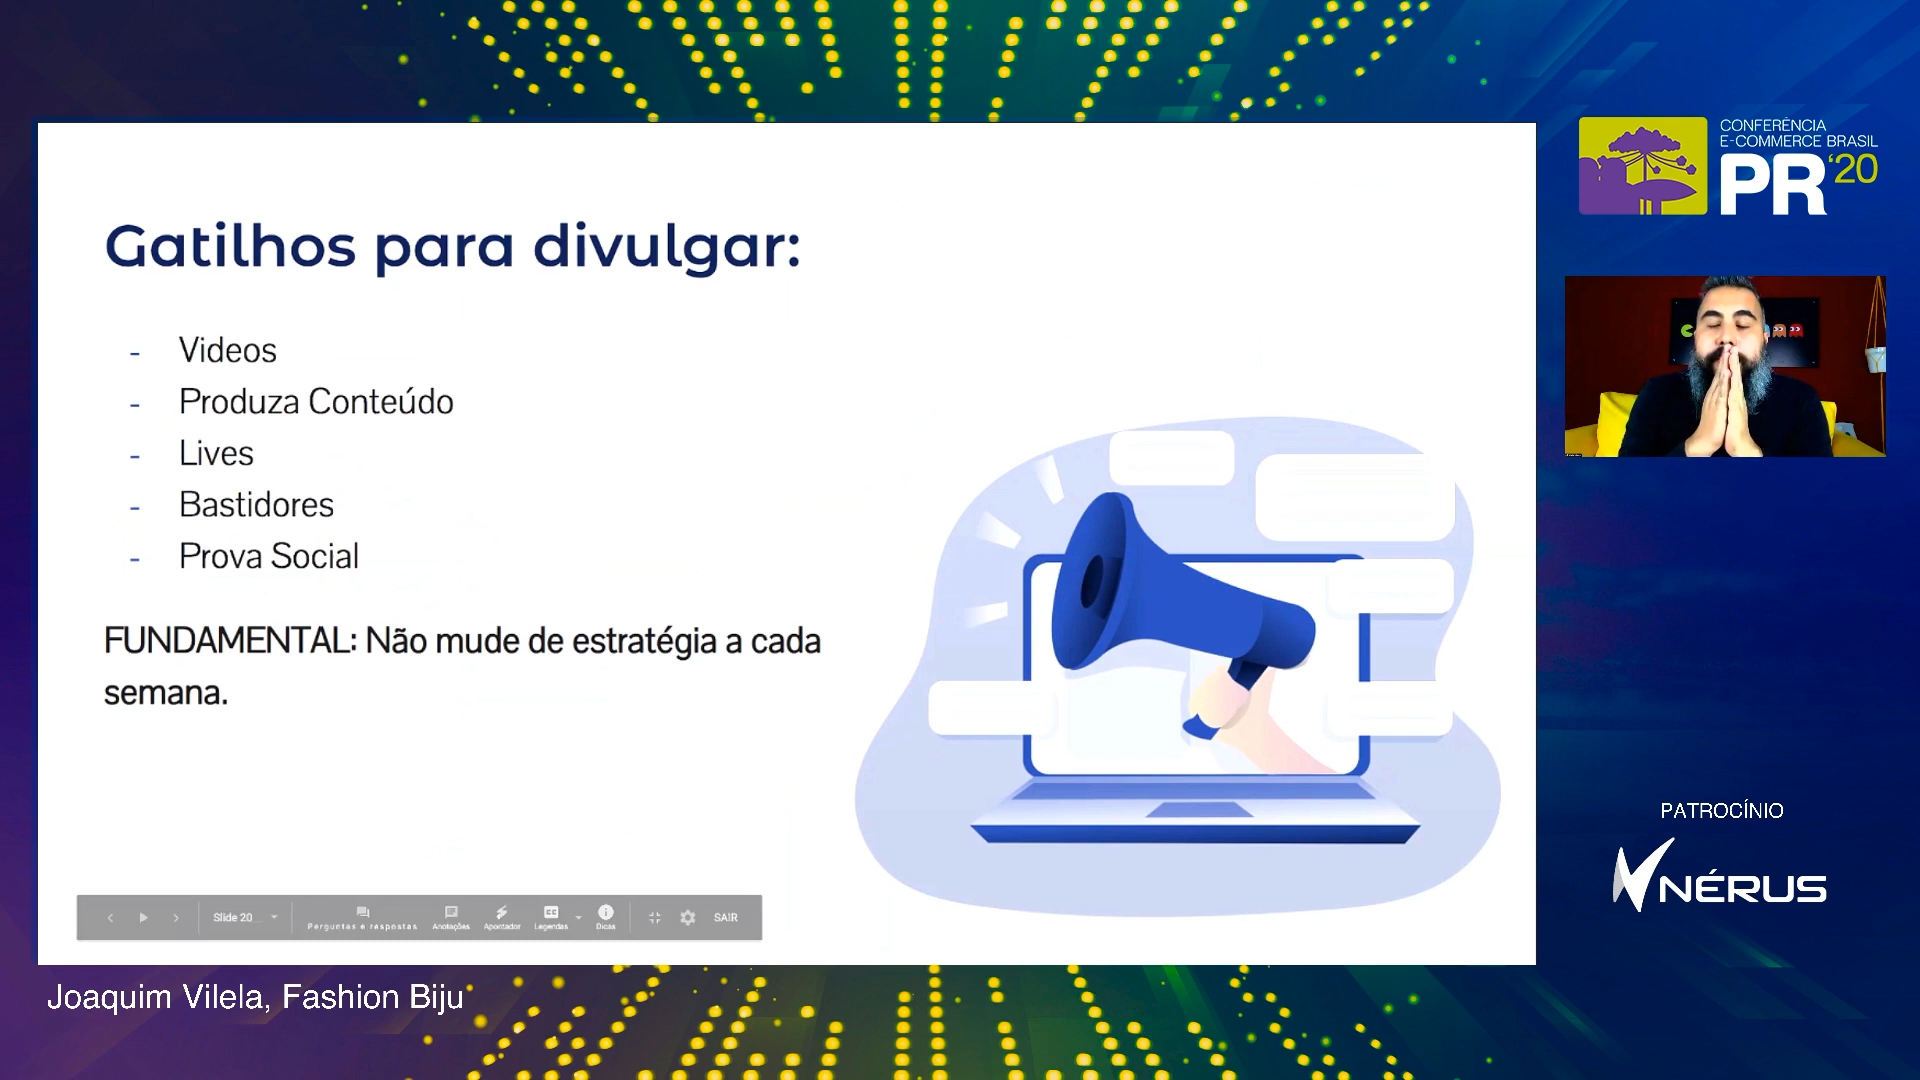 CONFERÊNCIA
E-COMMERCE BRASIL
PR '20
Gatilhos para divulgar:
- Videos
- Produza Conteúdo
- Lives
- Bastidores
- Prova Social
FUNDAMENTAL: Não mude de estratégia a cada
semana.
PATROCÍNIO
NÉRUS
Slide 20
Perguntas e respostas
Anotações
Apontador
Legendas
Dicas
SAIR
Joaquim Vilela, Fashion Biju